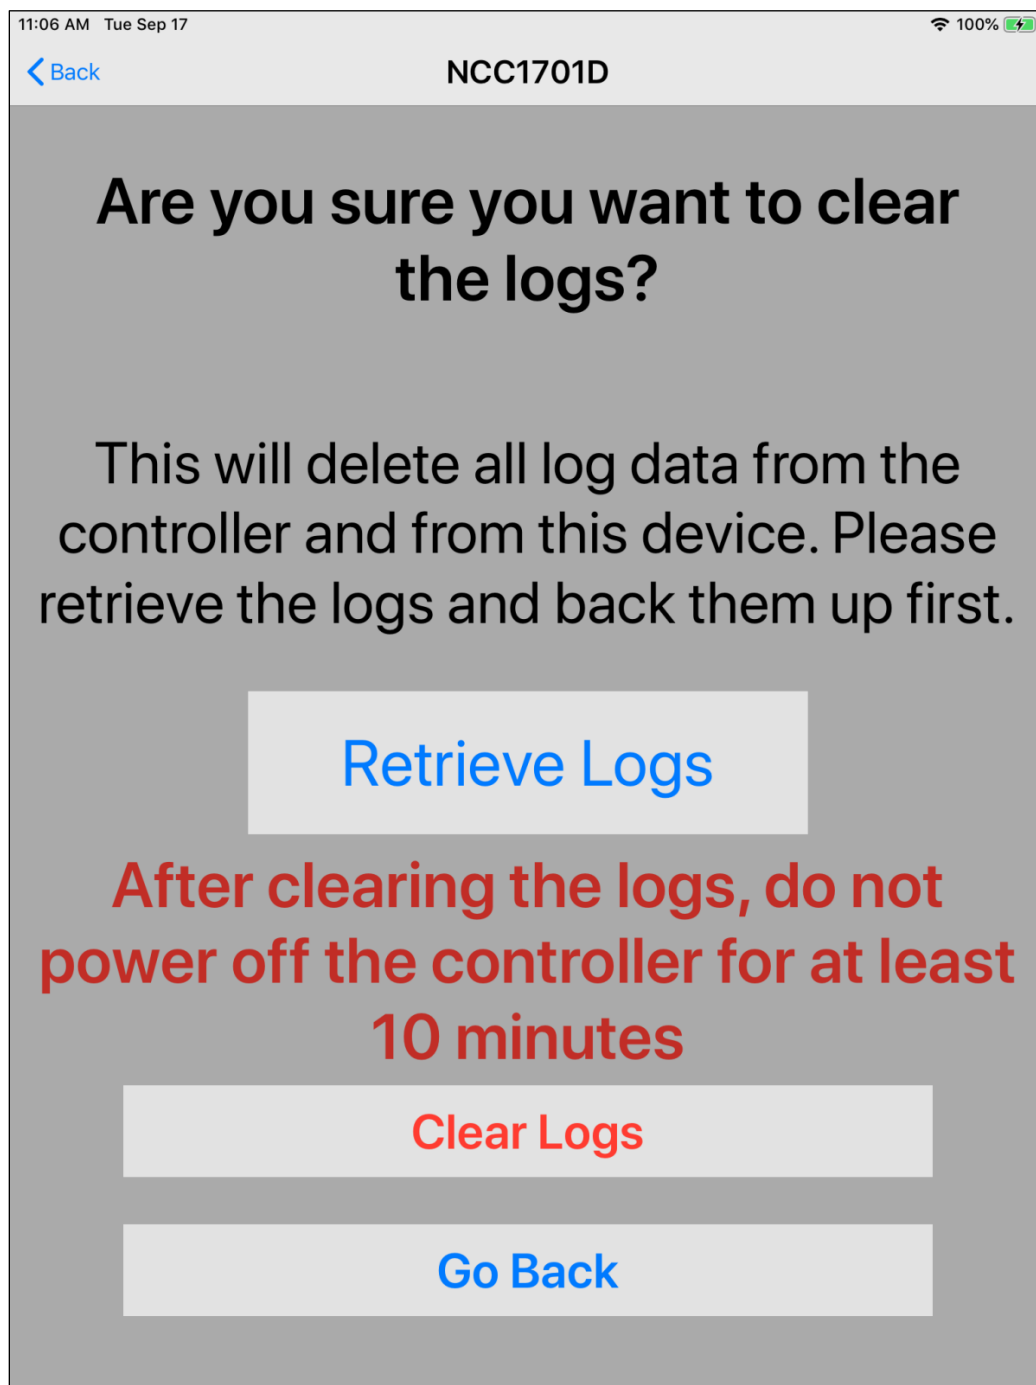 11:06 AM Tue Sep 17 100%
Back NCC1701D
Are you sure you want to clear
the logs?
This will delete all log data from the
controller and from this device. Please
retrieve the logs and back them up first.
Retrieve Logs
After clearing the logs, do not
power off the controller for at least
10 minutes
Clear Logs
Go Back